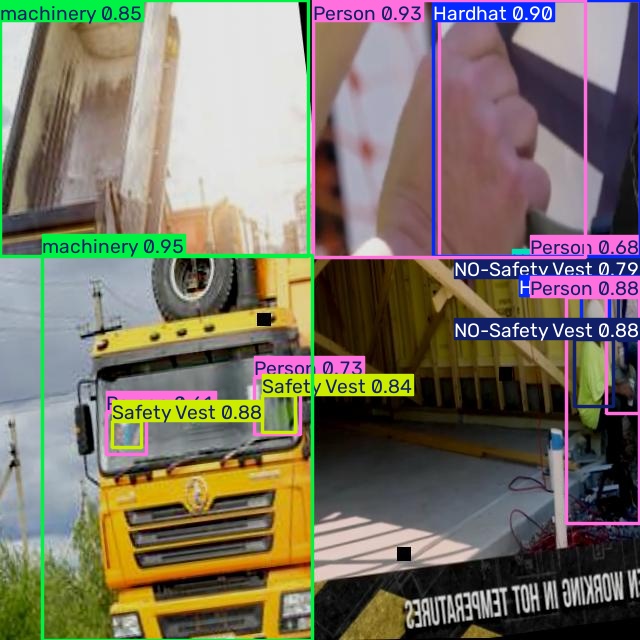 machinery 0.85
Person 0.93
Hardhat 0.90
machinery 0.95
Person 0.68
NO-Safety Vest 0.79
Person 0.88
NO-Safety Vest 0.88
Person 0.73
Safety Vest 0.84
Safety Vest 0.88
EN WORKING IN HOT TEMPERATURES